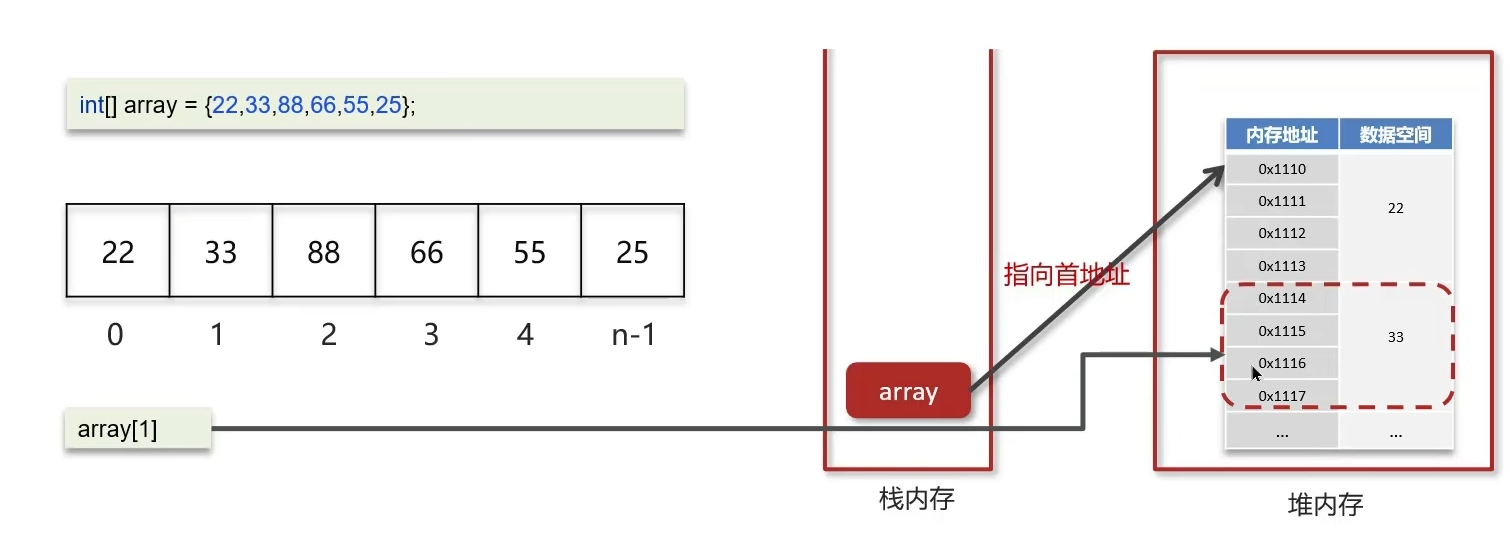 int[] array = {22,33,88,66,55,25};
22 33 88 66 55 25
0 1 2 3 4 n-1
array[1]
array
栈内存
指向首地址
内存地址 数据空间
0x1110
0x1111
22
0x1112
0x1113
0x1114
0x1115
33
0x1116
0x1117
... ...
堆内存